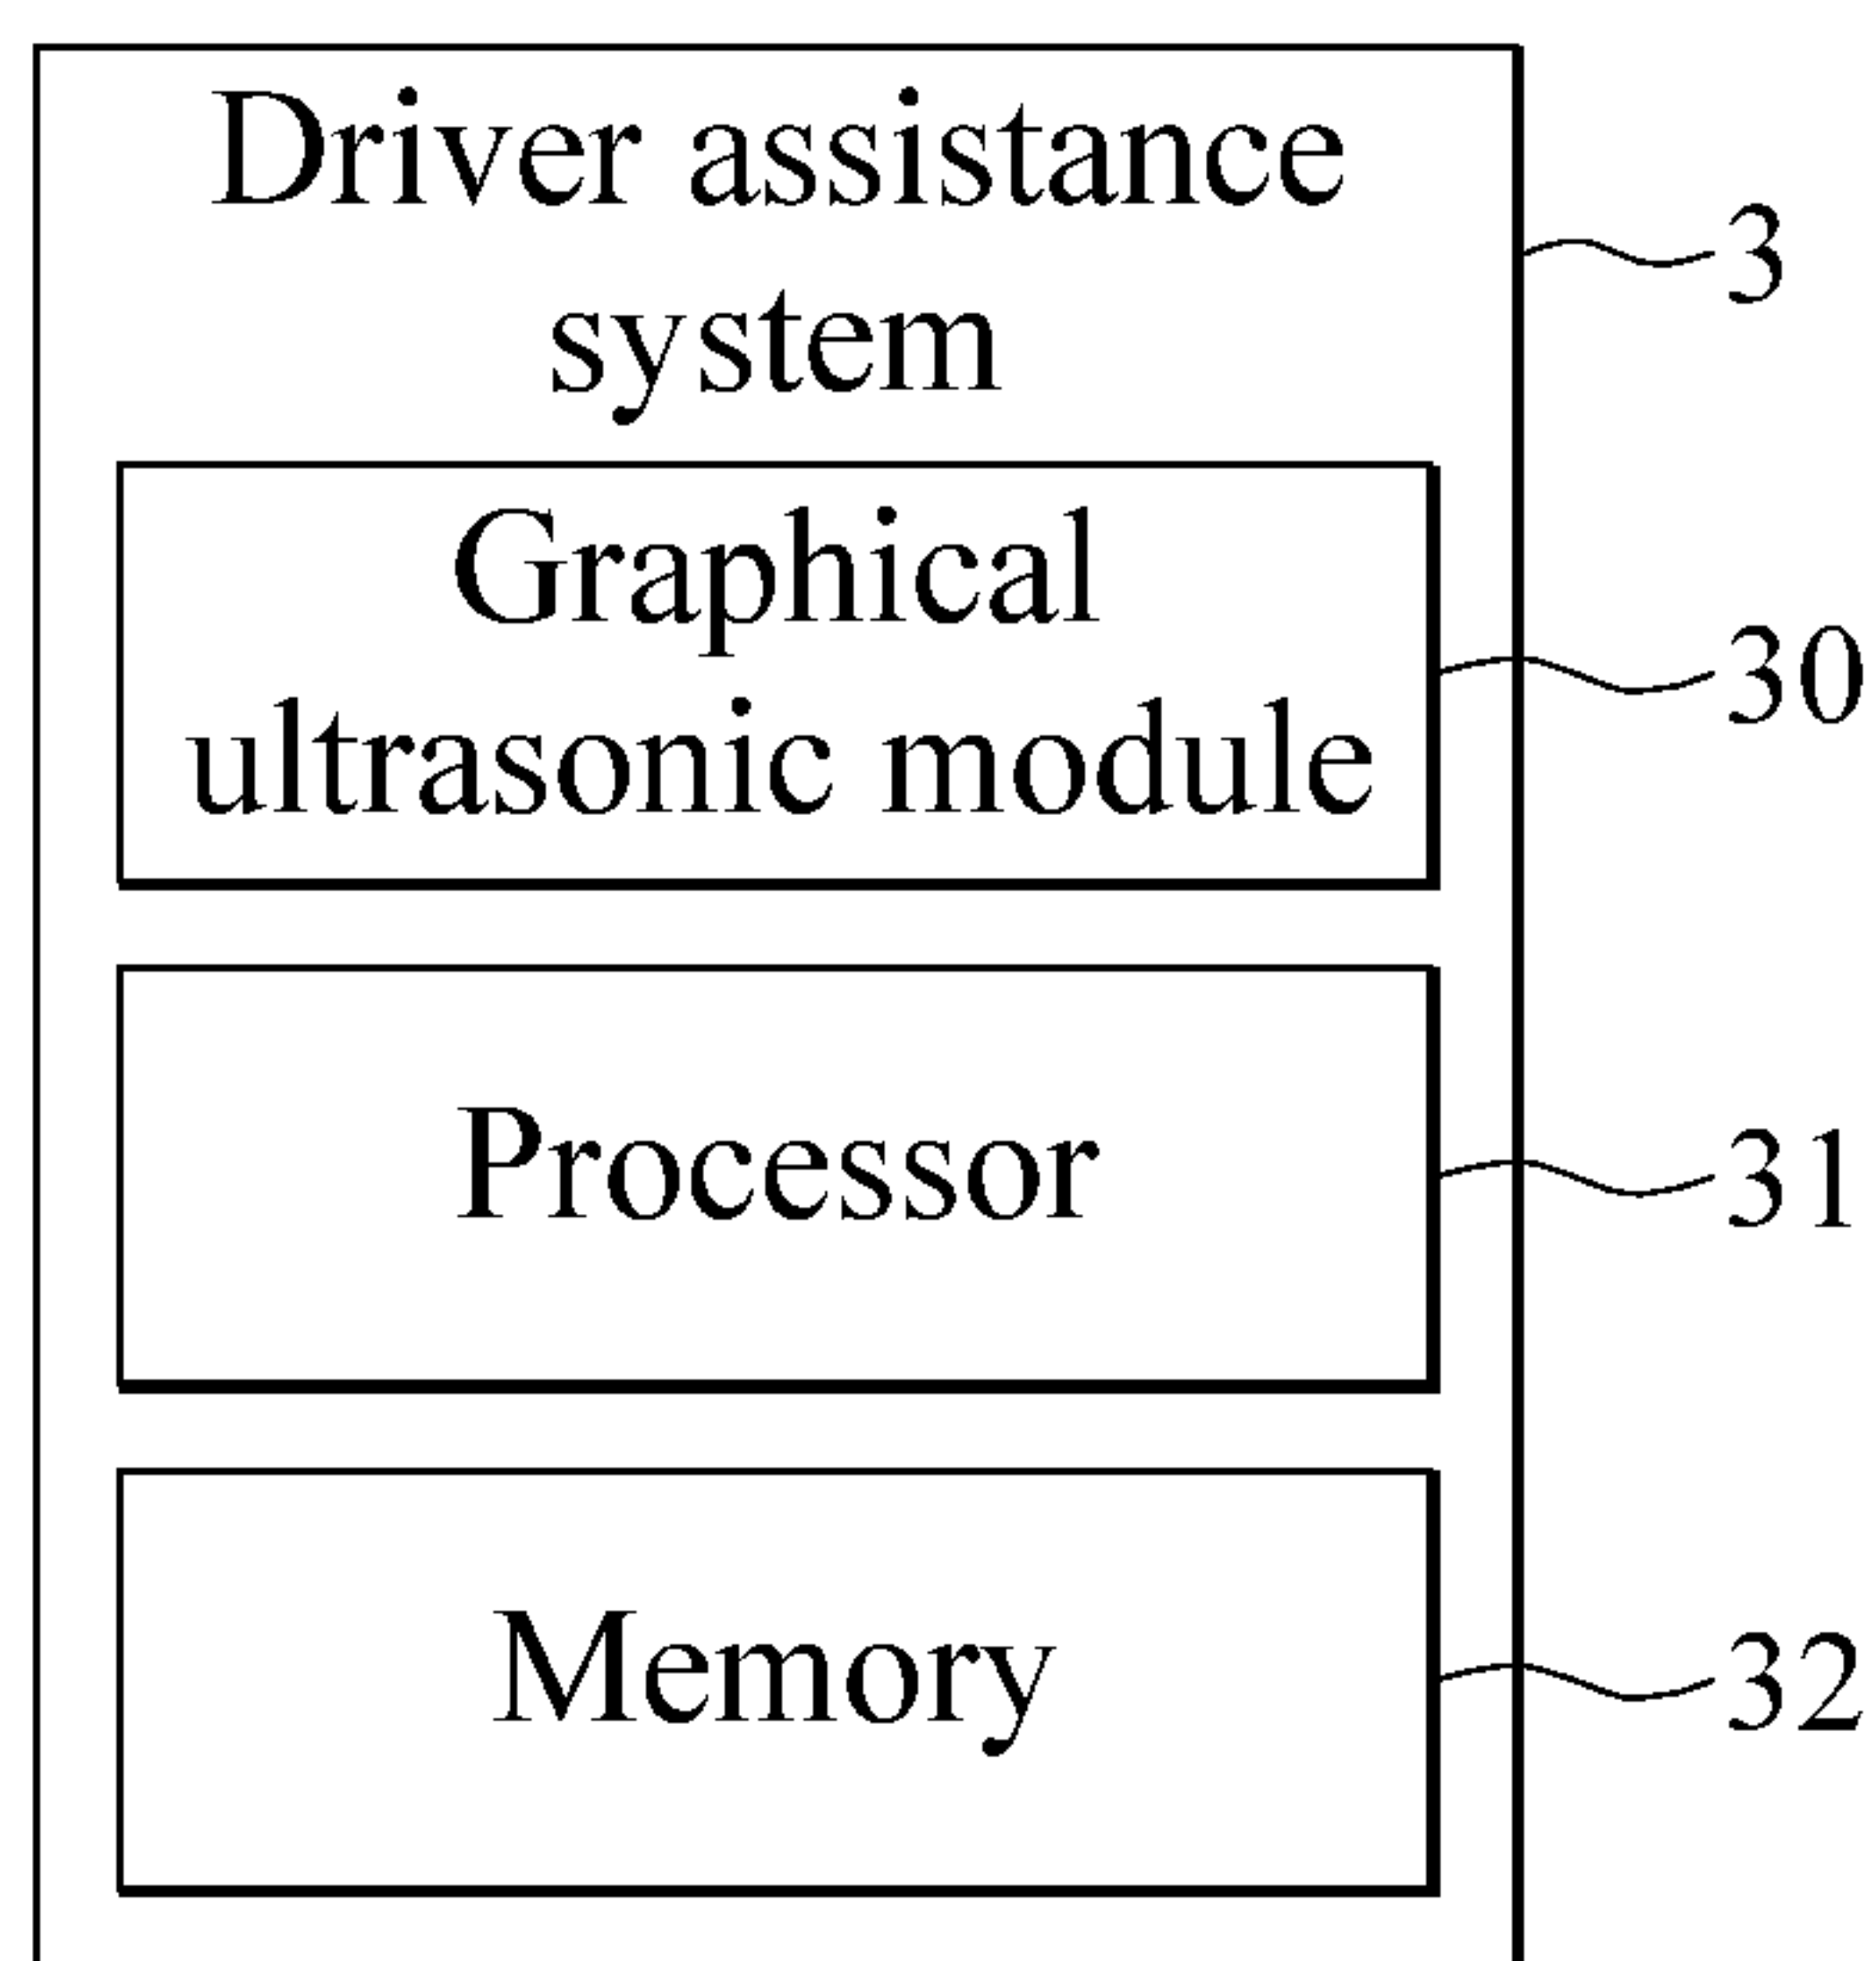 Driver assistance
system
3
Graphical
ultrasonic module
30
Processor
31
Memory
32